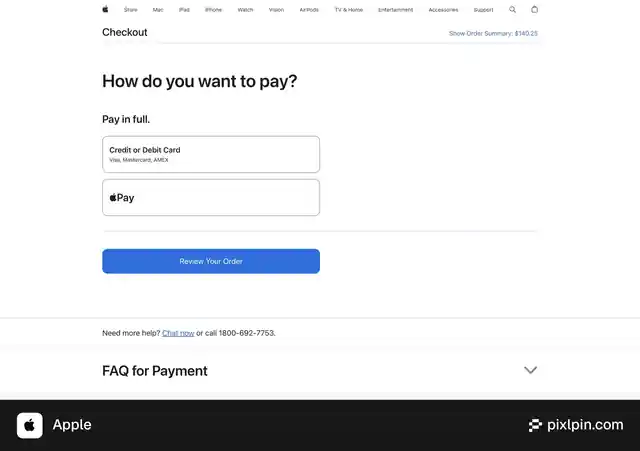 Store Mac iPad iPhone Watch Vision AirPods TV & Home Entertainment Accessories Support
Checkout
Show Order Summary: $140.25
How do you want to pay?
Pay in full.
Credit or Debit Card
Visa, Mastercard, AMEX
Pay
Review Your Order
Need more help? Chat now or call 1800-692-7753.
FAQ for Payment
Apple
pixlpin.com